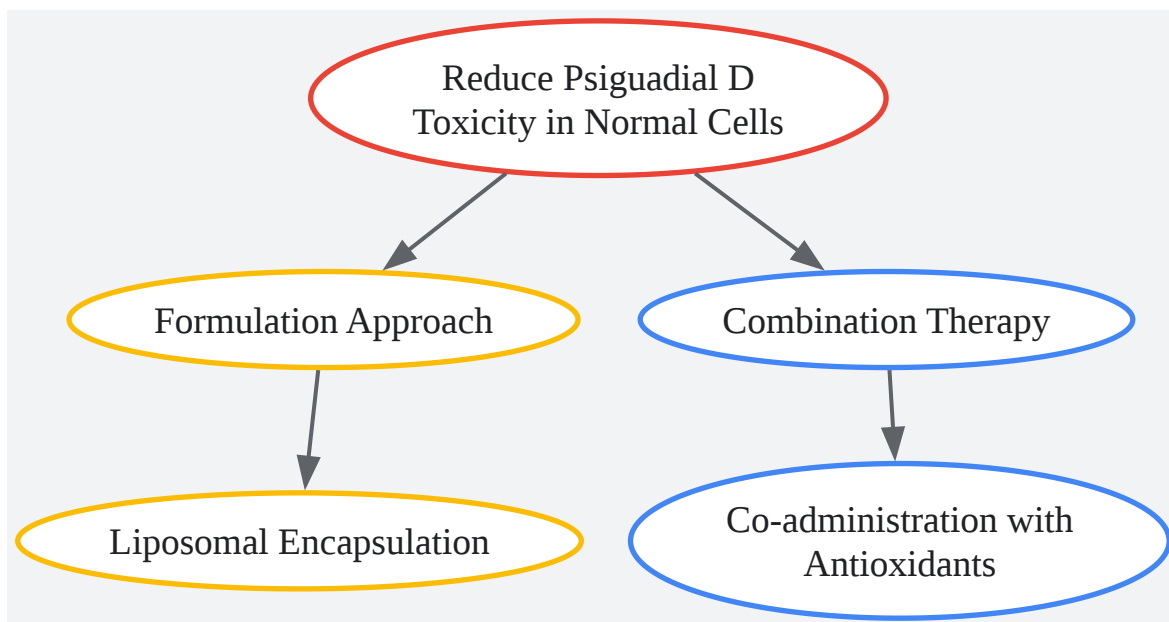 Reduce Psiguadial D
Toxicity in Normal Cells
Formulation Approach
Combination Therapy
Liposomal Encapsulation
Co-administration with
Antioxidants